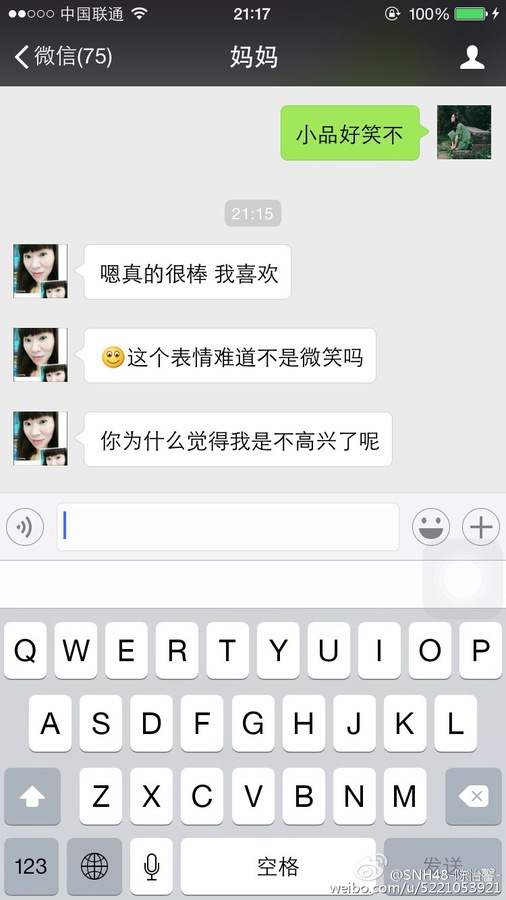 中国联通 21:17 100%
微信(75) 妈妈
小品好笑不
21:15
嗯真的很棒 我喜欢
🙂这个表情难道不是微笑吗
你为什么觉得我是不高兴了呢
Q W E R T Y U I O P
A S D F G H J K L
Z X C V B N M
123 空格 发送
@SNH48-陈怡馨-
weibo.com/u/5221053921